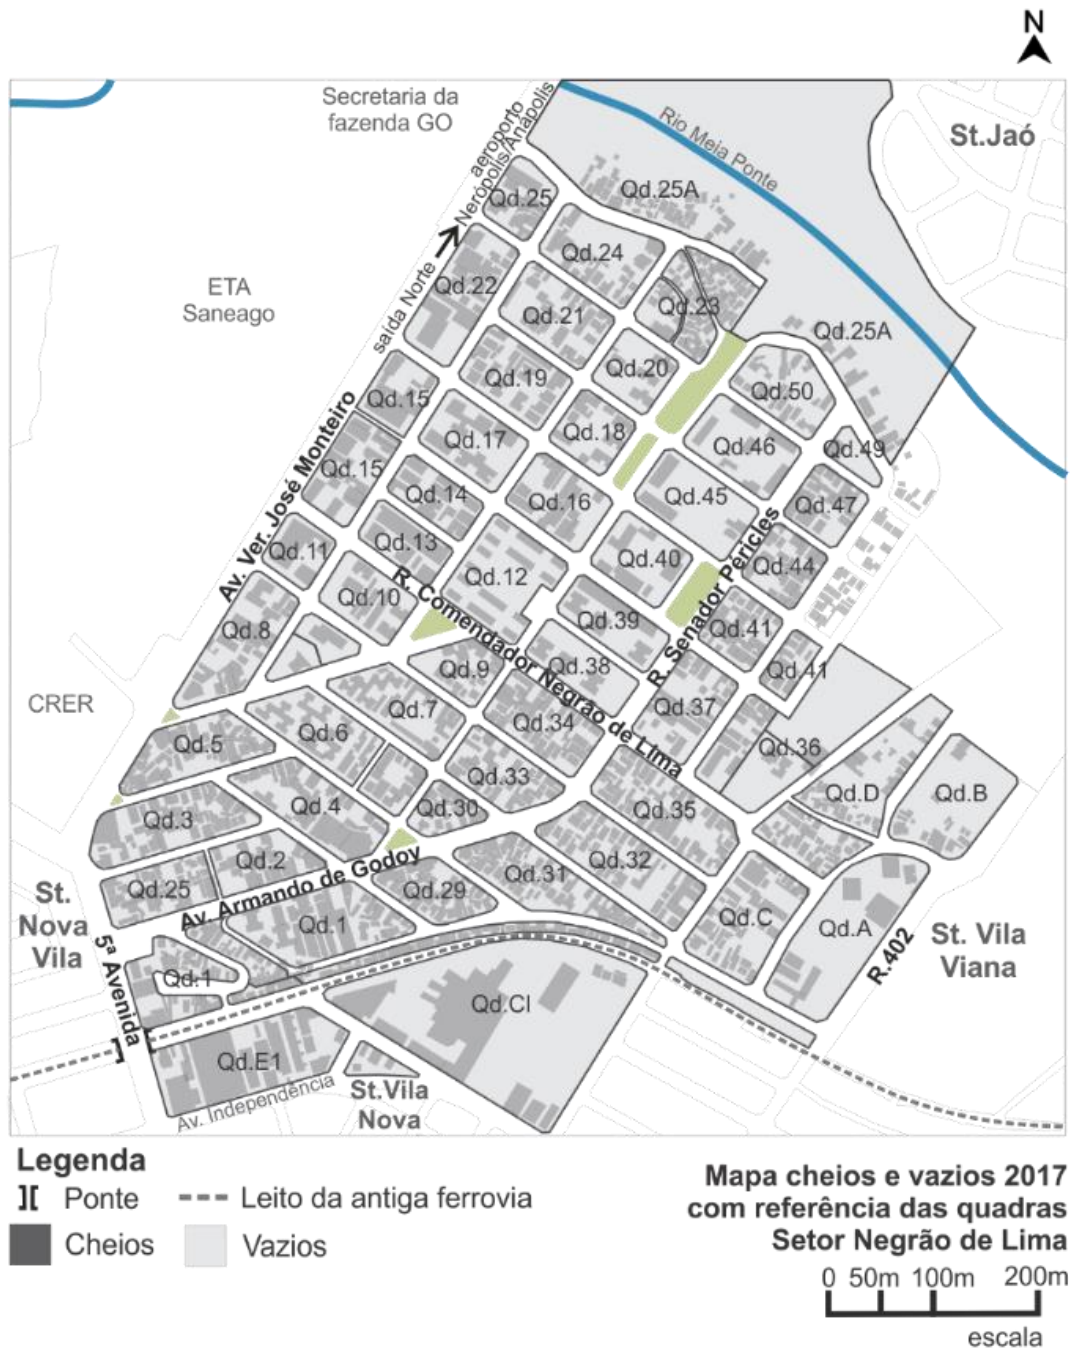 N
Secretaria da
fazenda GO
aeroporto
Nerópolis/Anápolis
Rio Meia Ponte
St.Jaó
Qd.25
Qd.25A
Qd.24
ETA
Saneago
saída Norte
Qd.22
Qd.21
Qd.23
Qd.25A
Qd.20
Qd.19
Qd.50
Qd.15
Qd.18
Qd.17
Qd.46
Qd.49
Av. Ver. José Monteiro
Qd.15
Qd.14
Qd.16
Qd.45
Qd.47
Qd.11
Qd.13
Qd.12
Qd.40
Qd.44
R. Senador Péricles
Qd.10
R. Comendador Negrão de Lima
Qd.39
Qd.41
Qd.8
Qd.9
Qd.38
Qd.41
CRER
Qd.7
Qd.34
Qd.37
Qd.5
Qd.6
Qd.36
Qd.33
Qd.D
Qd.B
Qd.3
Qd.4
Qd.30
Qd.35
Qd.2
Av. Armando de Godoy
Qd.32
Qd.25
Qd.29
Qd.31
St.
Nova
Vila
Qd.1
Qd.C
Qd.A
R.402
St. Vila
Viana
5ª Avenida
Qd.1
Qd.CI
Qd.E1
Av. Independência
St.Vila
Nova
Legenda
Ponte
Leito da antiga ferrovia
Cheios
Vazios
Mapa cheios e vazios 2017
com referência das quadras
Setor Negrão de Lima
0 50m 100m 200m
escala